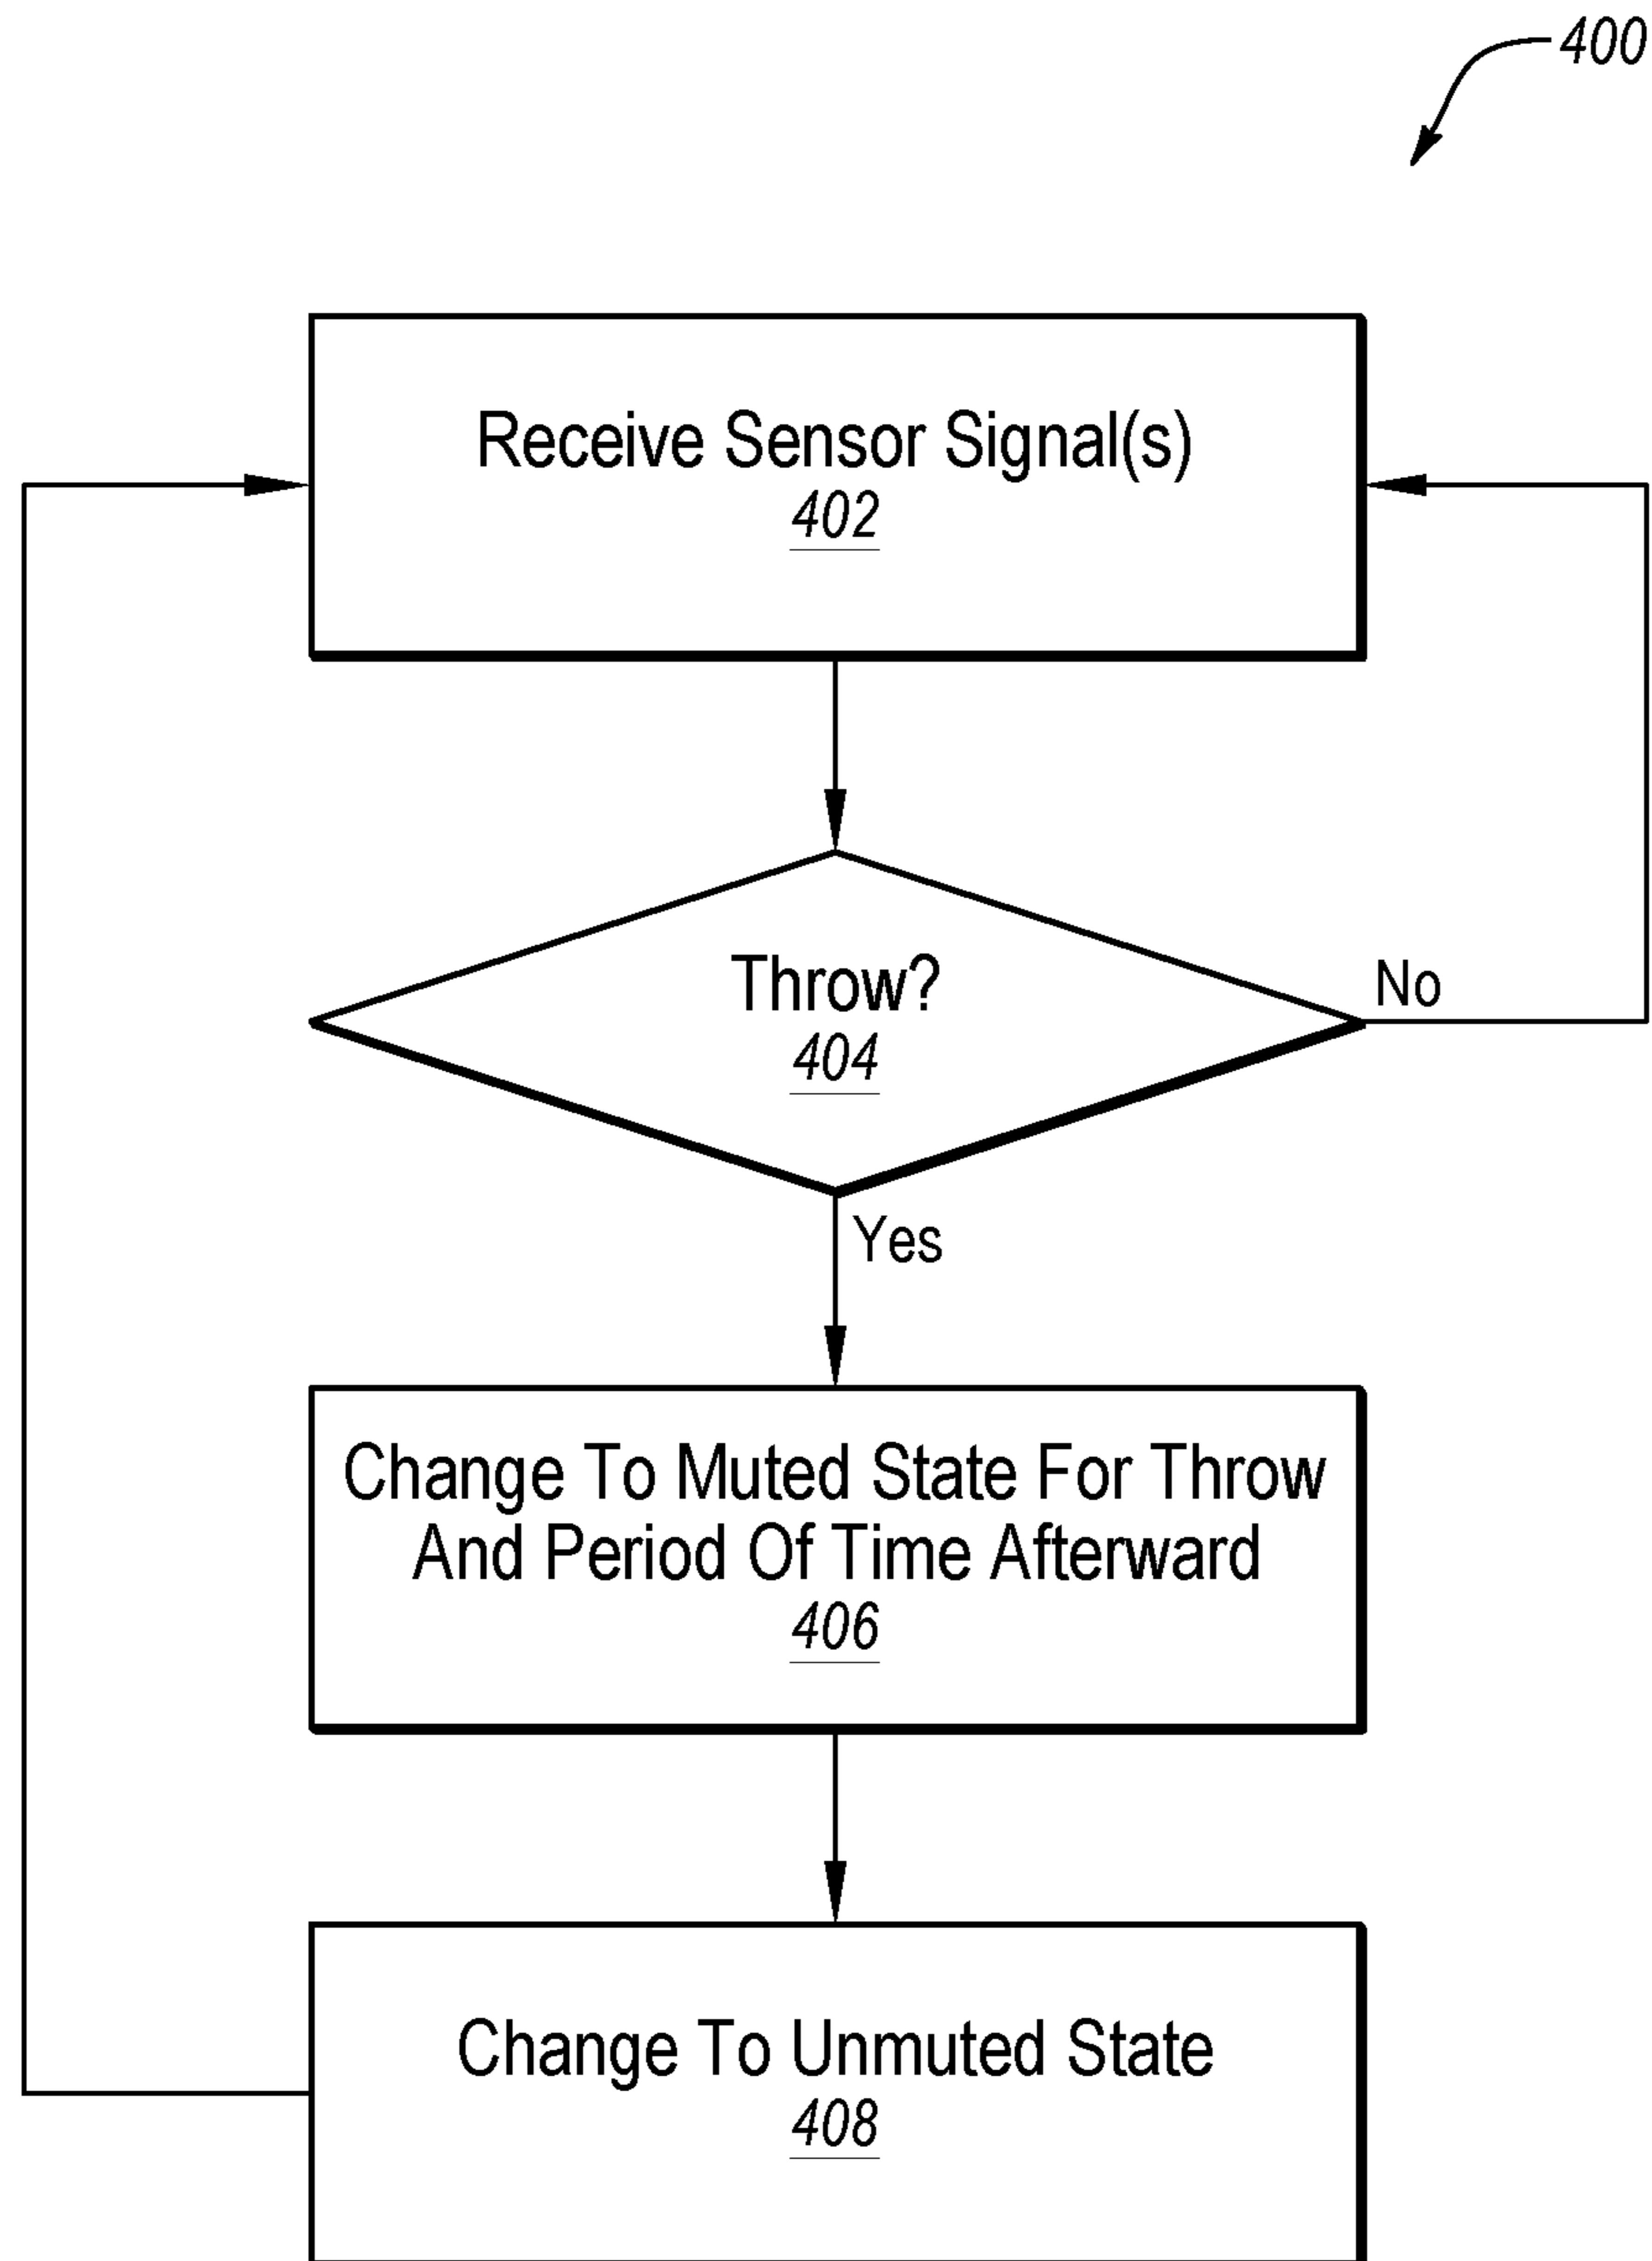 400
Receive Sensor Signal(s)
402
Throw?
404
No
Yes
Change To Muted State For Throw
And Period Of Time Afterward
406
Change To Unmuted State
408